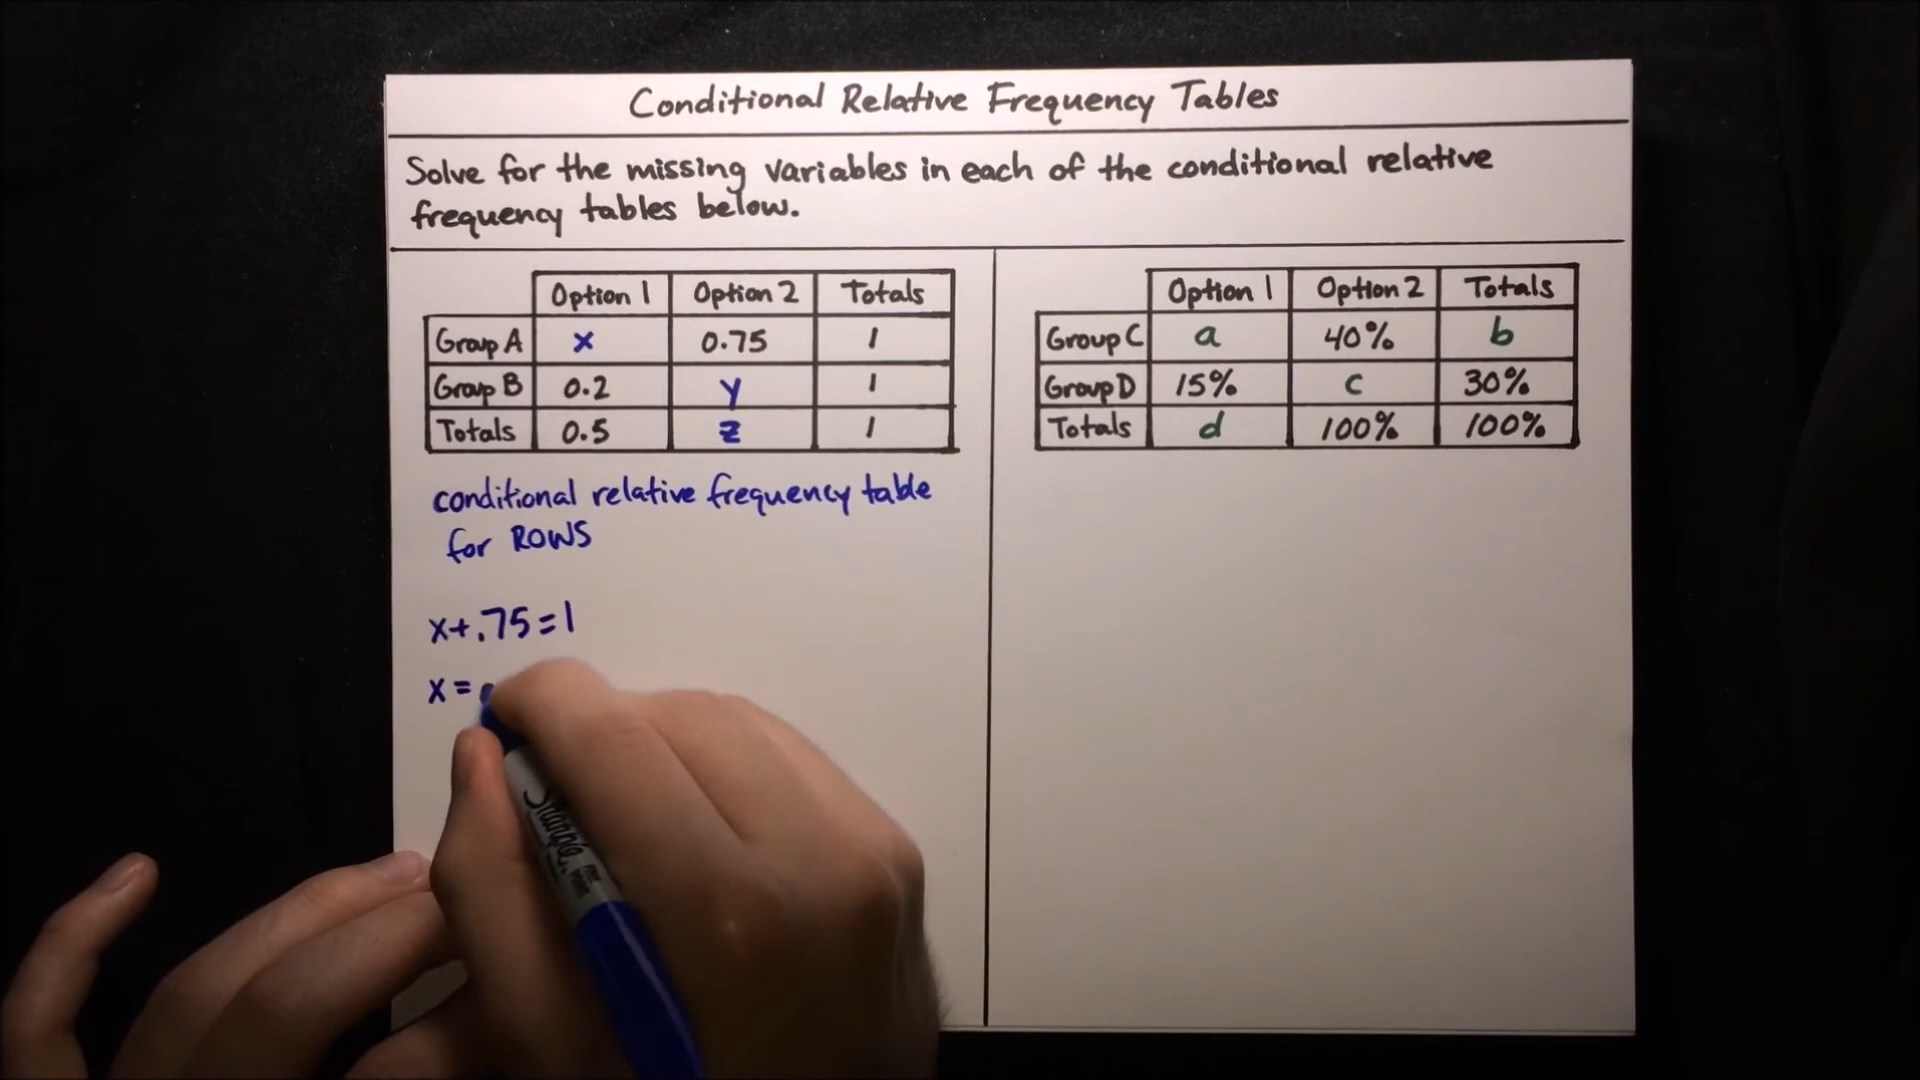 Conditional Relative Frequency Tables
Solve for the missing variables in each of the conditional relative
frequency tables below.
Option 1 Option 2 Totals
Group A x 0.75 1
Group B 0.2 y 1
Totals 0.5 z 1
conditional relative frequency table
for ROWS
x+.75=1
x=
Sharpie
Option 1 Option 2 Totals
Group C a 40% b
Group D 15% c 30%
Totals d 100% 100%